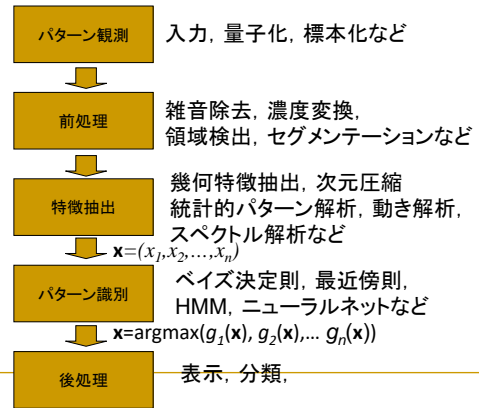 パターン観測
入力, 量子化, 標本化など
前処理
雑音除去, 濃度変換,
領域検出, セグメンテーションなど
特徴抽出
幾何特徴抽出, 次元圧縮
統計的パターン解析, 動き解析,
スペクトル解析など
x=(x1,x2,...,xn)
パターン識別
ベイズ決定則, 最近傍則,
HMM, ニューラルネットなど
x=argmax(g1(x), g2(x),... gn(x))
後処理
表示, 分類,